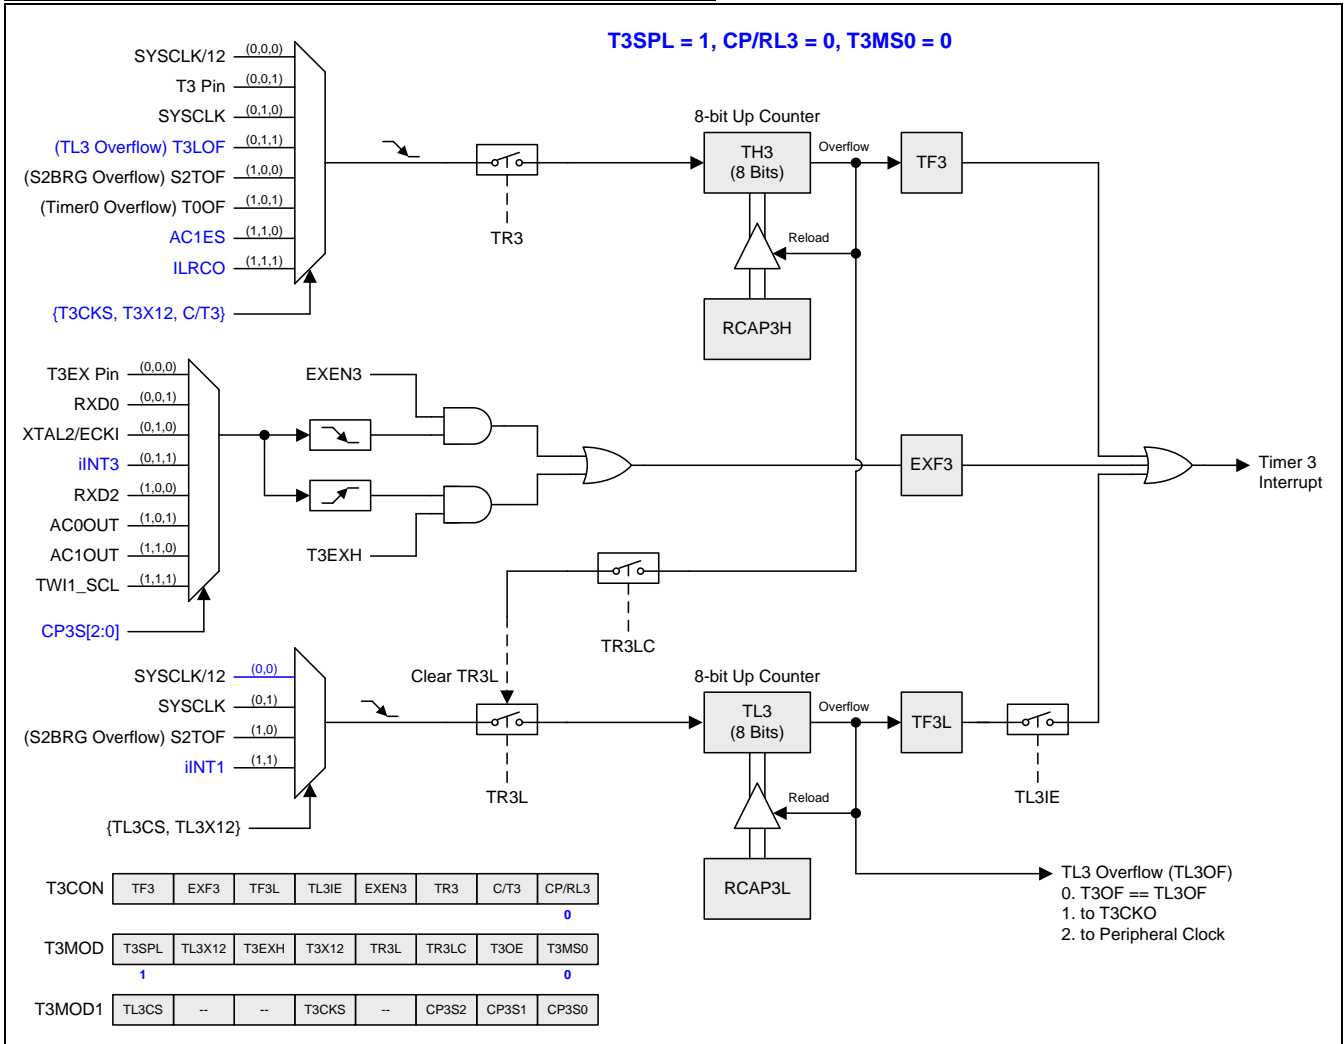 T3SPL = 1, CP/RL3 = 0, T3MS0 = 0
SYSCLK/12 (0,0,0)
T3 Pin (0,0,1)
SYSCLK (0,1,0)
(TL3 Overflow) T3LOF (0,1,1)
(S2BRG Overflow) S2TOF (1,0,0)
(Timer0 Overflow) T0OF (1,0,1)
AC1ES (1,1,0)
ILRCO (1,1,1)
{T3CKS, T3X12, C/T3}
TR3
8-bit Up Counter
TH3
(8 Bits)
Overflow
TF3
Reload
RCAP3H
T3EX Pin (0,0,0)
RXD0 (0,0,1)
XTAL2/ECKI (0,1,0)
iINT3 (0,1,1)
RXD2 (1,0,0)
AC0OUT (1,0,1)
AC1OUT (1,1,0)
TWI1_SCL (1,1,1)
CP3S[2:0]
EXEN3
T3EXH
EXF3
Timer 3
Interrupt
TR3LC
Clear TR3L
SYSCLK/12 (0,0)
SYSCLK (0,1)
(S2BRG Overflow) S2TOF (1,0)
iINT1 (1,1)
{TL3CS, TL3X12}
TR3L
8-bit Up Counter
TL3
(8 Bits)
Overflow
TF3L
TL3IE
Reload
RCAP3L
TL3 Overflow (TL3OF)
0. T3OF == TL3OF
1. to T3CKO
2. to Peripheral Clock
T3CON TF3 EXF3 TF3L TL3IE EXEN3 TR3 C/T3 CP/RL3
0
T3MOD T3SPL TL3X12 T3EXH T3X12 TR3L TR3LC T3OE T3MS0
1 0
T3MOD1 TL3CS -- -- T3CKS -- CP3S2 CP3S1 CP3S0